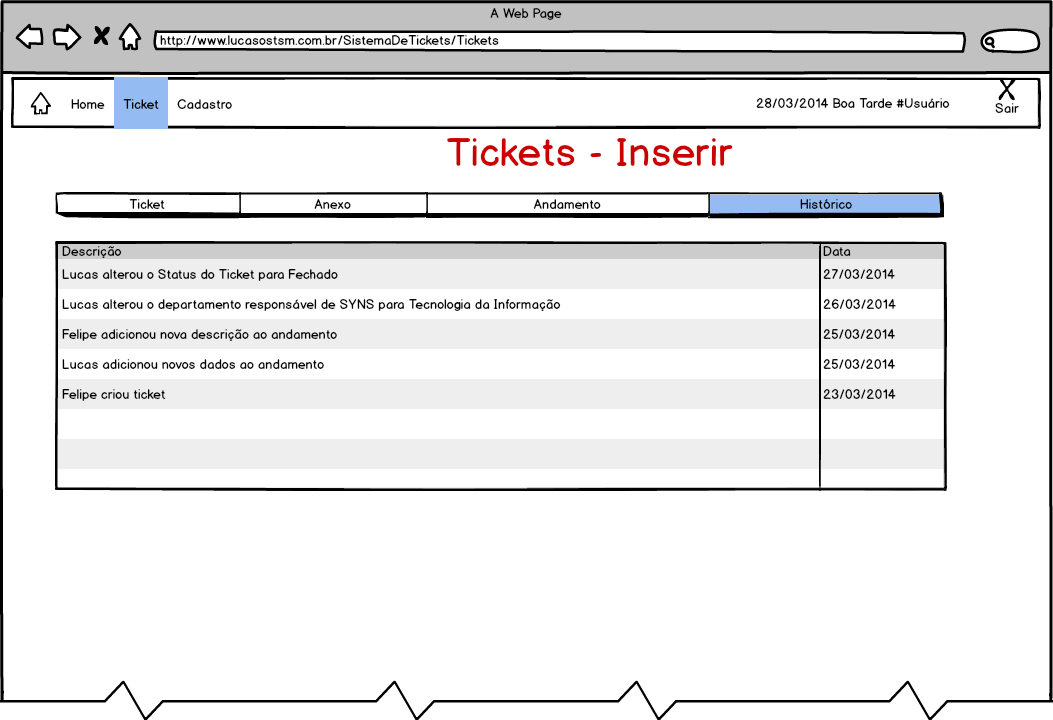 A Web Page
http://www.lucasostsm.com.br/SistemaDeTickets/Tickets
Home Ticket Cadastro 28/03/2014 Boa Tarde #Usuário Sair
Tickets - Inserir
Ticket Anexo Andamento Histórico
Descrição Data
Lucas alterou o Status do Ticket para Fechado 27/03/2014
Lucas alterou o departamento responsável de SYNS para Tecnologia da Informação 26/03/2014
Felipe adicionou nova descrição ao andamento 25/03/2014
Lucas adicionou novos dados ao andamento 25/03/2014
Felipe criou ticket 23/03/2014